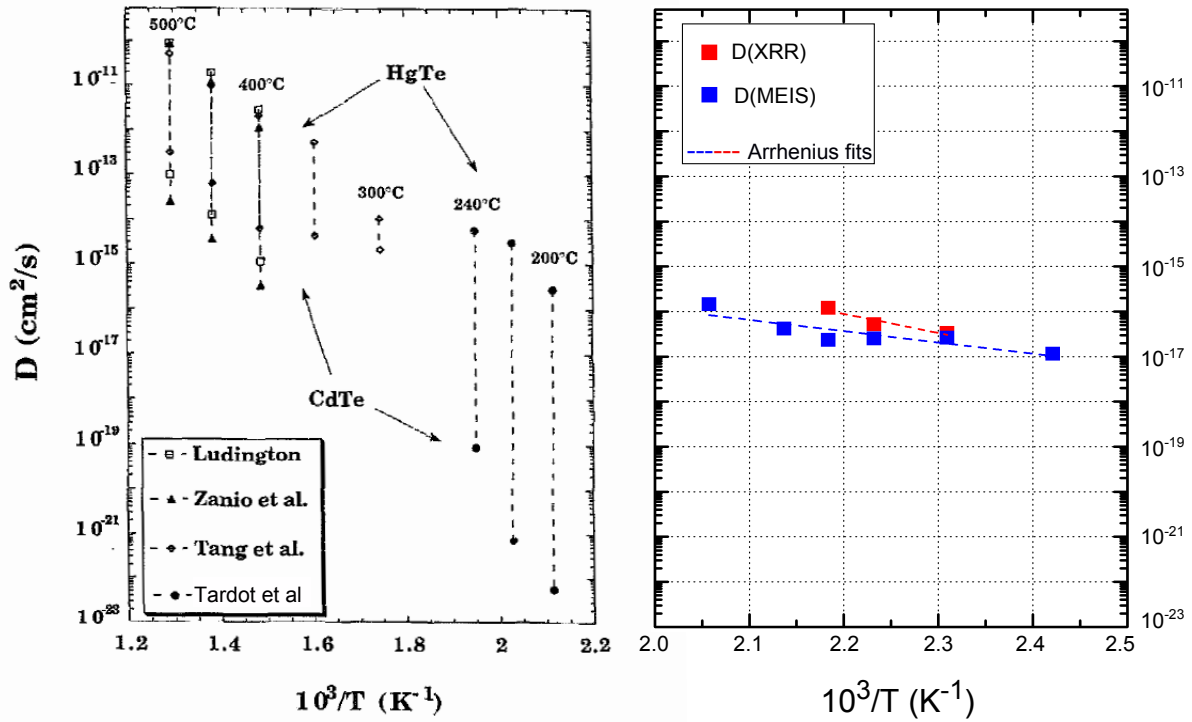 500°C
400°C
HgTe
300°C
240°C
200°C
CdTe
D (cm²/s)
10⁻¹¹
10⁻¹³
10⁻¹⁵
10⁻¹⁷
10⁻¹⁹
10⁻²¹
10⁻²³
Ludington
Zanio et al.
Tang et al.
Tardot et al
1.2 1.4 1.6 1.8 2.0 2.2
10³/T (K⁻¹)
D(XRR)
D(MEIS)
Arrhenius fits
10⁻¹¹
10⁻¹³
10⁻¹⁵
10⁻¹⁷
10⁻¹⁹
10⁻²¹
10⁻²³
2.0 2.1 2.2 2.3 2.4 2.5
10³/T (K⁻¹)